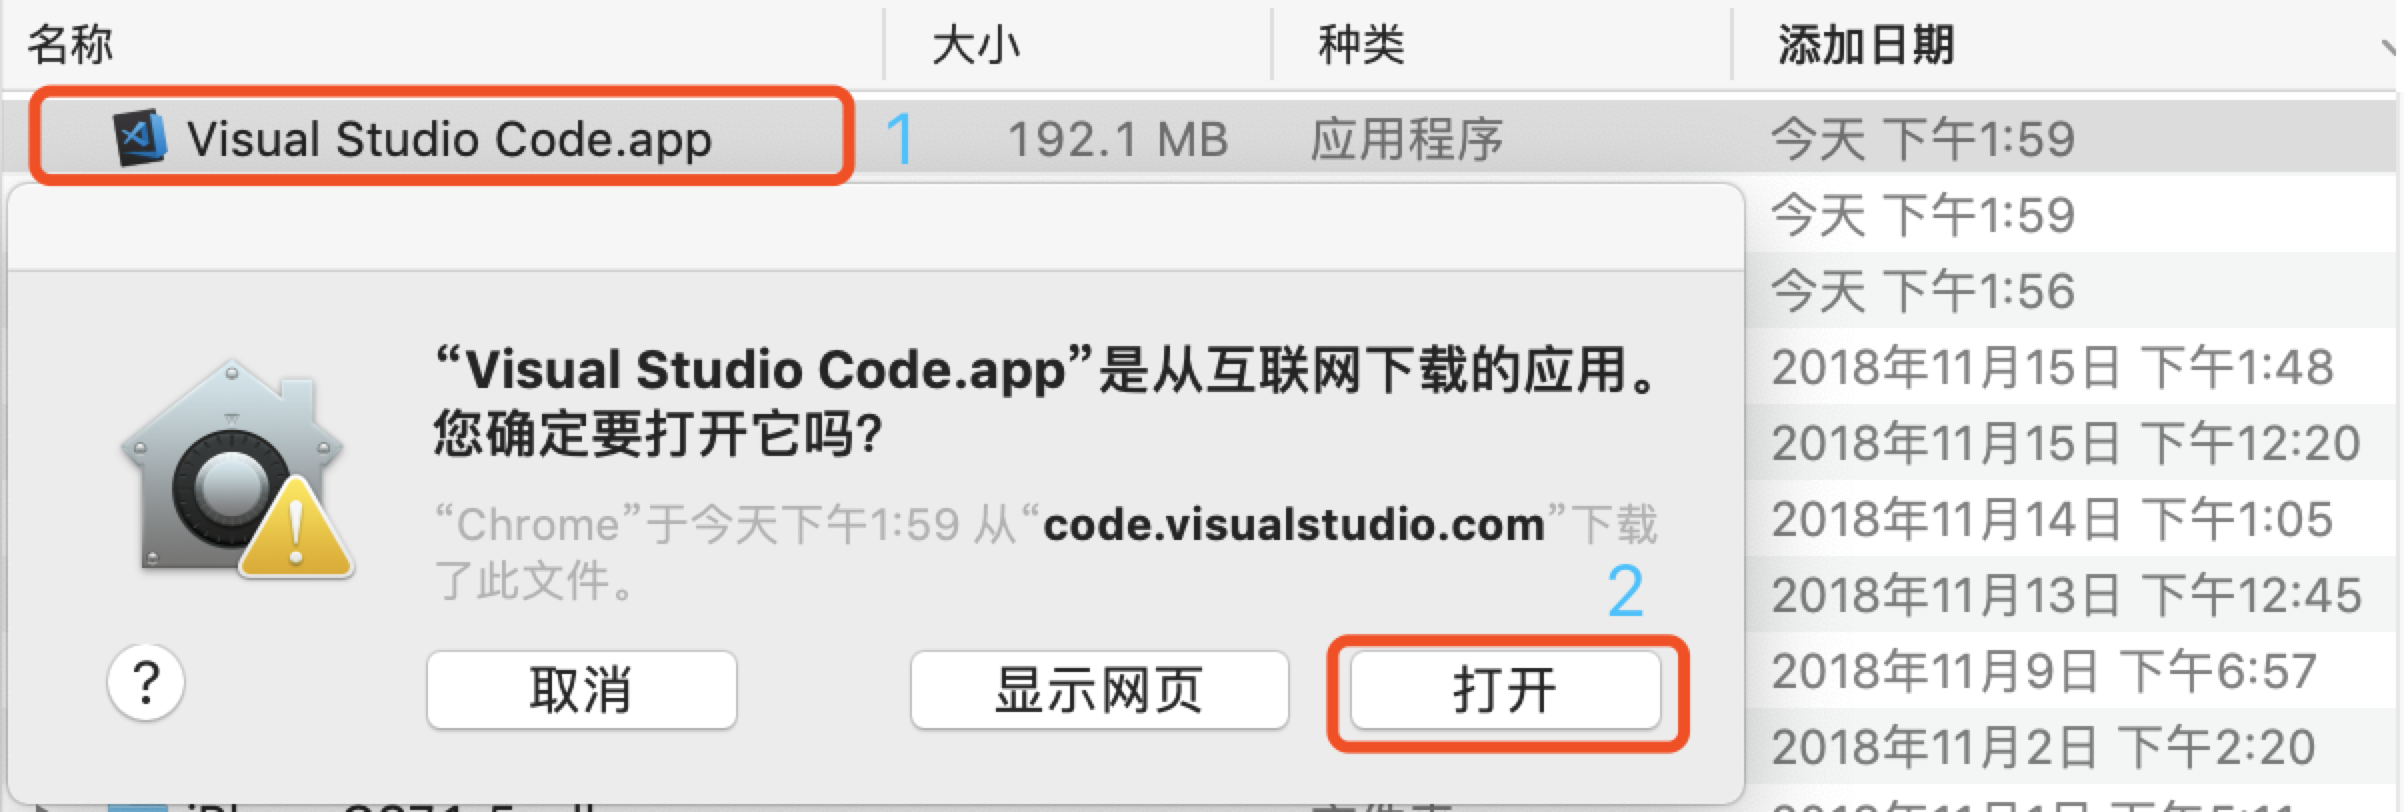 名称 大小 种类 添加日期
Visual Studio Code.app 1 192.1 MB 应用程序 今天 下午1:59
今天 下午1:59
今天 下午1:56
“Visual Studio Code.app”是从互联网下载的应用。
您确定要打开它吗?
“Chrome”于今天下午1:59 从“code.visualstudio.com”下载
了此文件。
2
? 取消 显示网页 打开
2018年11月15日 下午1:48
2018年11月15日 下午12:20
2018年11月14日 下午1:05
2018年11月13日 下午12:45
2018年11月9日 下午6:57
2018年11月2日 下午2:20